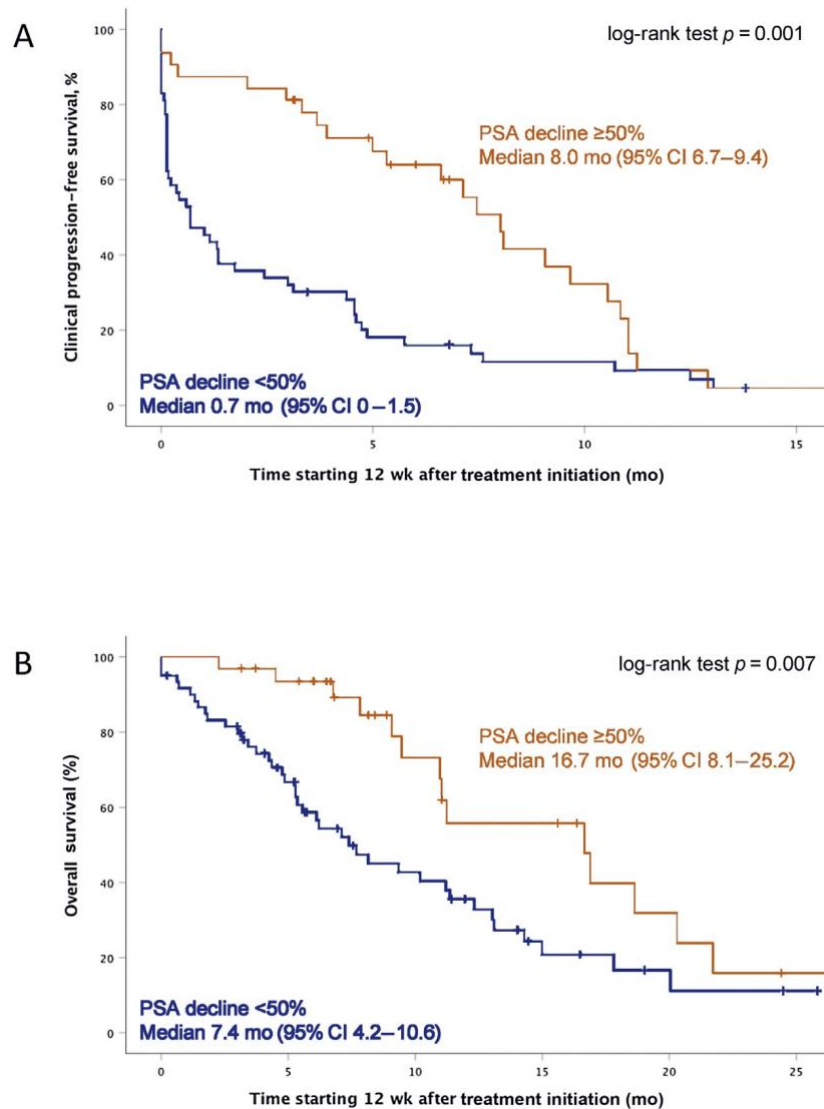 A
log-rank test p = 0.001
Clinical progression-free survival, %
100
80
60
40
20
0
PSA decline ≥50%
Median 8.0 mo (95% CI 6.7–9.4)
PSA decline <50%
Median 0.7 mo (95% CI 0–1.5)
0 5 10 15
Time starting 12 wk after treatment initiation (mo)
B
log-rank test p = 0.007
Overall survival (%)
100
80
60
40
20
0
PSA decline ≥50%
Median 16.7 mo (95% CI 8.1–25.2)
PSA decline <50%
Median 7.4 mo (95% CI 4.2–10.6)
0 5 10 15 20 25
Time starting 12 wk after treatment initiation (mo)